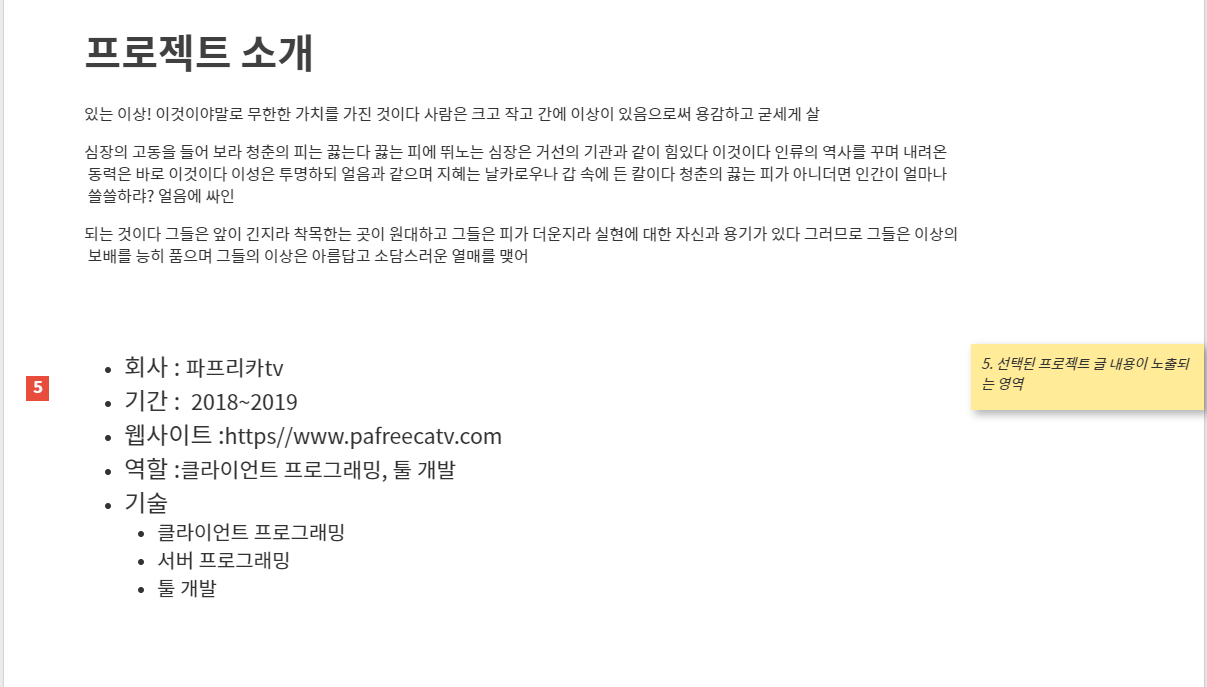 프로젝트 소개
있는 이상! 이것이야말로 무한한 가치를 가진 것이다 사람은 크고 작고 간에 이상이 있음으로써 용감하고 굳세게 살
심장의 고동을 들어 보라 청춘의 피는 끓는다 끓는 피에 뛰노는 심장은 거선의 기관과 같이 힘있다 이것이다 인류의 역사를 꾸며 내려온
동력은 바로 이것이다 이성은 투명하되 얼음과 같으며 지혜는 날카로우나 갑 속에 든 칼이다 청춘의 끓는 피가 아니더면 인간이 얼마나
쓸쓸하랴? 얼음에 싸인
되는 것이다 그들은 앞이 긴지라 착목한는 곳이 원대하고 그들은 피가 더운지라 실현에 대한 자신과 용기가 있다 그러므로 그들은 이상의
보배를 능히 품으며 그들의 이상은 아름답고 소담스러운 열매를 맺어
5
• 회사 : 파프리카tv
• 기간 : 2018~2019
• 웹사이트 :https//www.pafreecatv.com
• 역할 :클라이언트 프로그래밍, 툴 개발
• 기술
• 클라이언트 프로그래밍
• 서버 프로그래밍
• 툴 개발
5. 선택된 프로젝트 글 내용이 노출되
는 영역